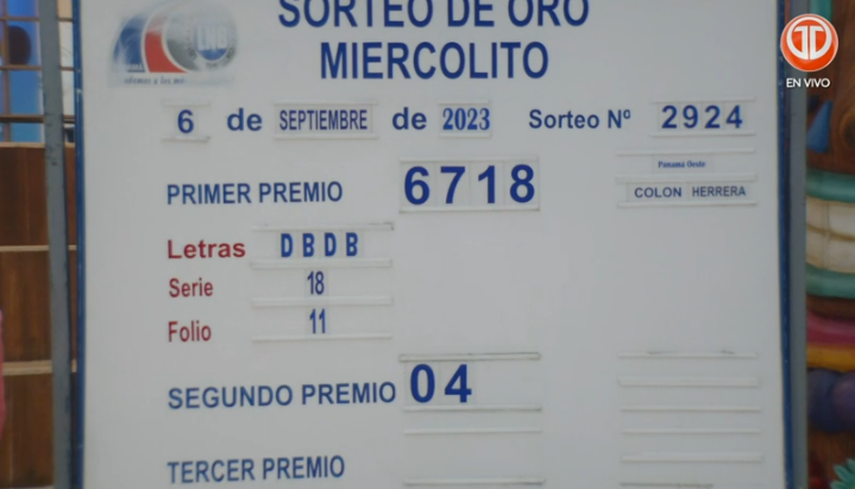 SORTEO DE ORO
MIERCOLITO
6 de SEPTIEMBRE de 2023 Sorteo Nº 2924
PRIMER PREMIO 6718
Panama Oeste
COLON HERRERA
Letras DBDB
Serie 18
Folio 11
SEGUNDO PREMIO 04
TERCER PREMIO
EN VIVO